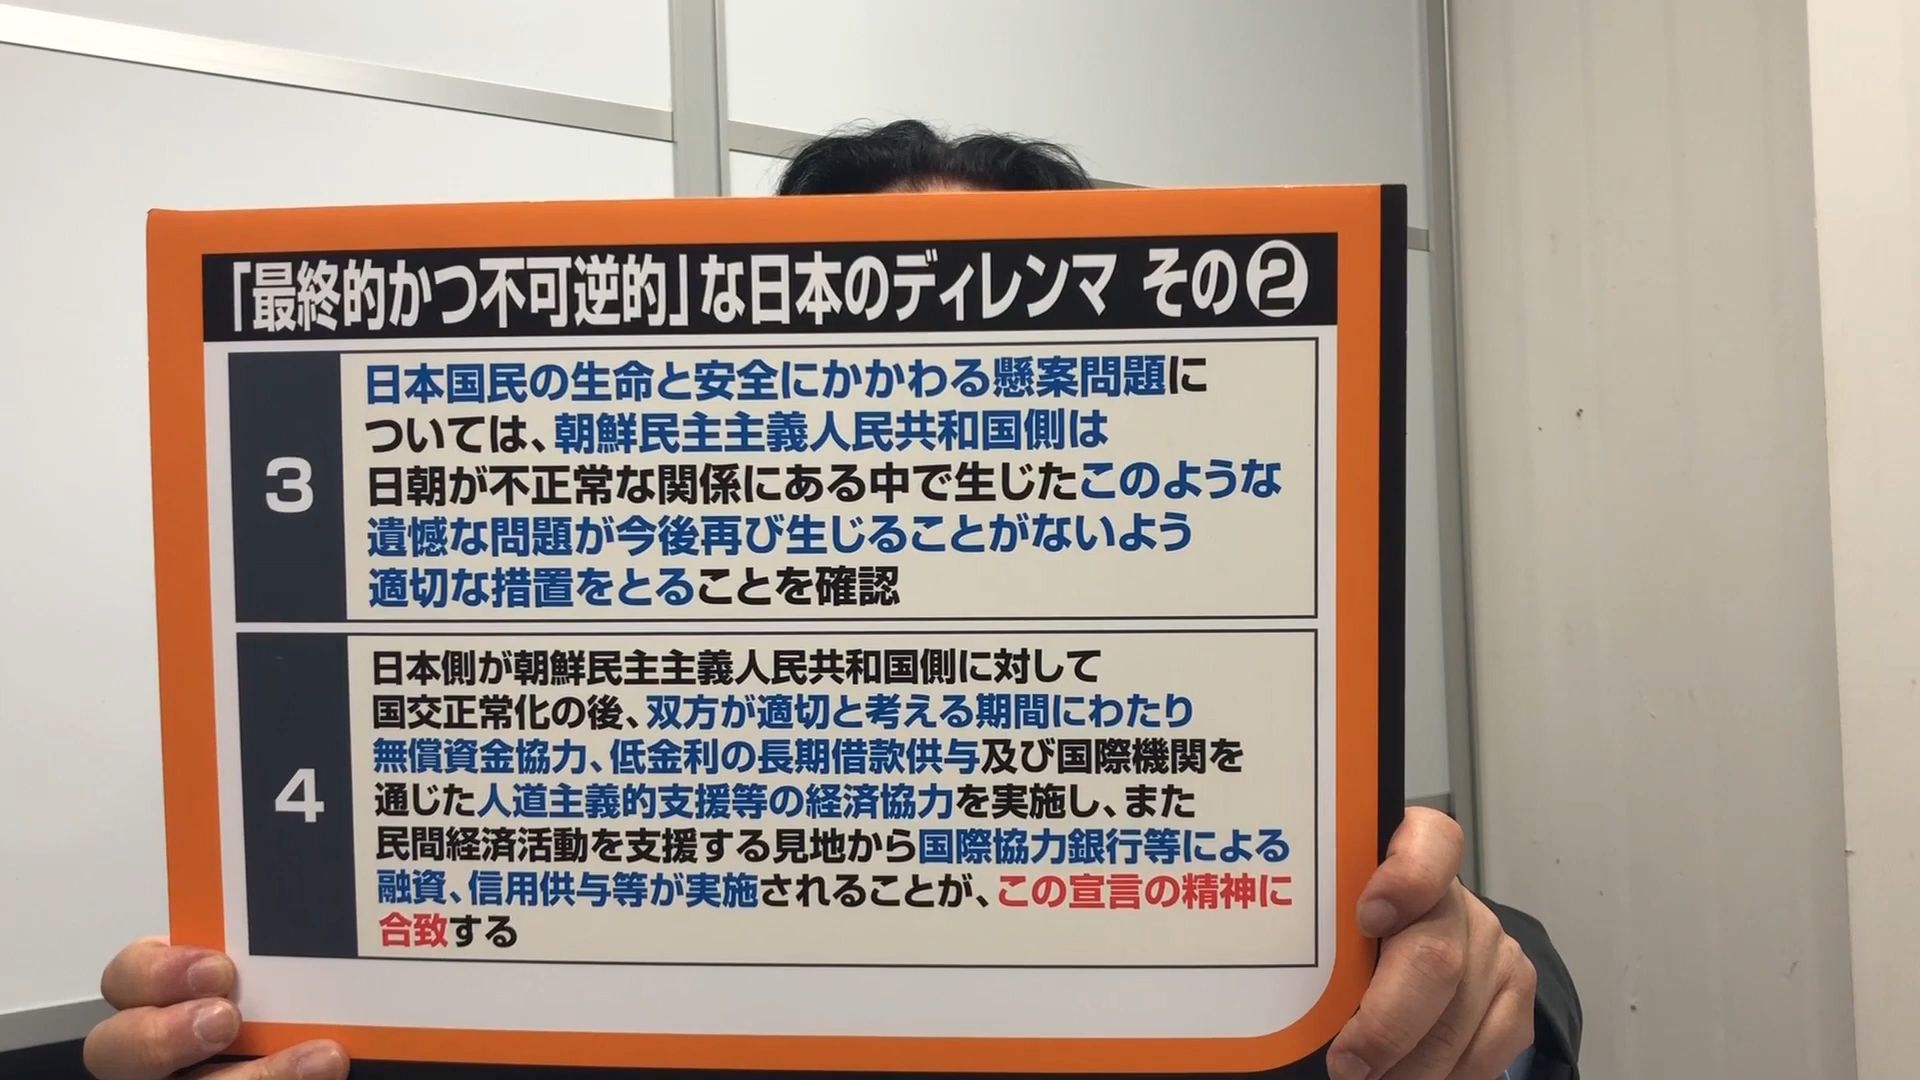 「最終的かつ不可逆的」な日本のディレンマ その❷
3
日本国民の生命と安全にかかわる懸案問題に
ついては、朝鮮民主主義人民共和国側は
日朝が不正常な関係にある中で生じたこのような
遺憾な問題が今後再び生じることがないよう
適切な措置をとることを確認
4
日本側が朝鮮民主主義人民共和国側に対して
国交正常化の後、双方が適切と考える期間にわたり
無償資金協力、低金利の長期借款供与及び国際機関を
通じた人道主義的支援等の経済協力を実施し、また
民間経済活動を支援する見地から国際協力銀行等による
融資、信用供与等が実施されることが、この宣言の精神に
合致する